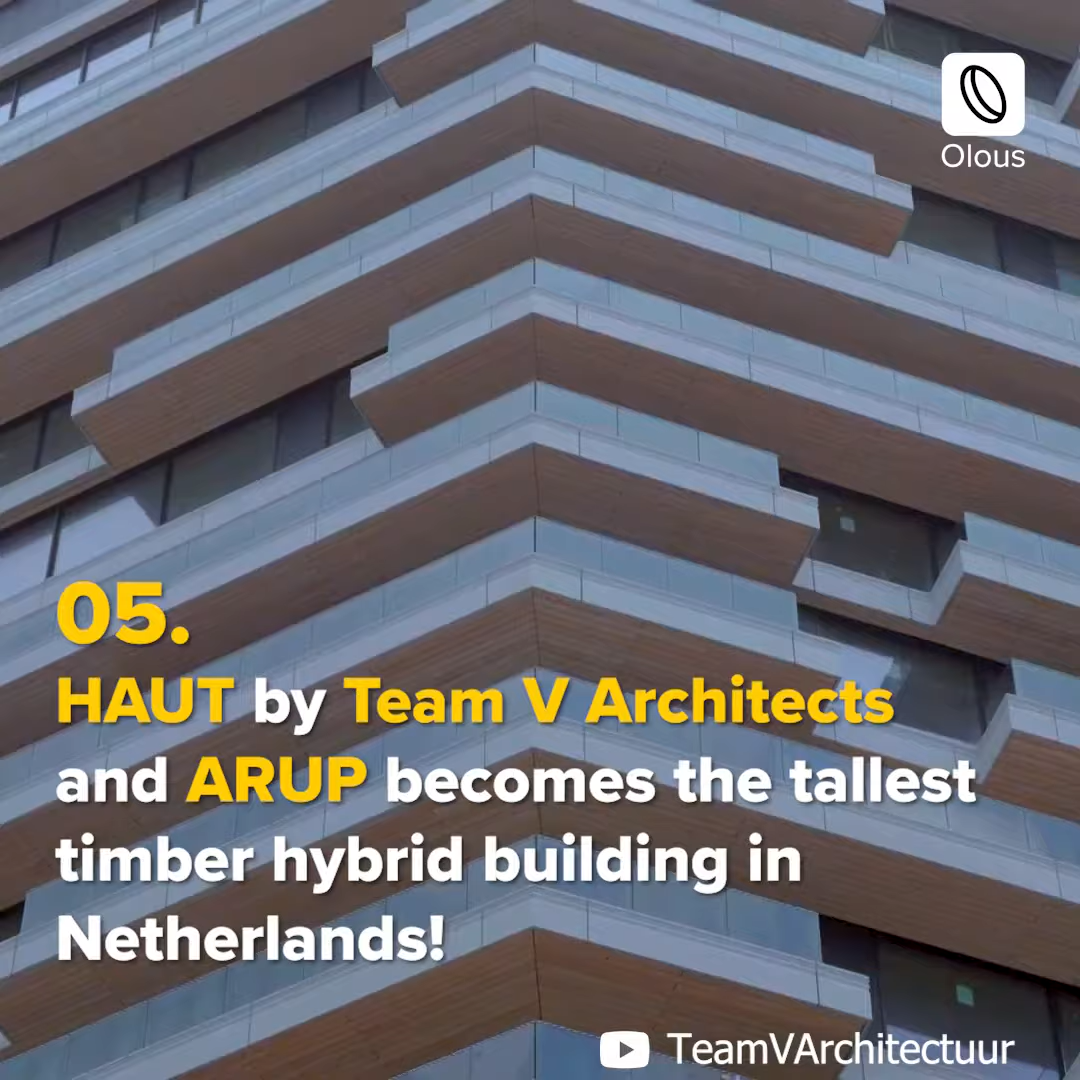 Olous
05.
HAUT by Team V Architects
and ARUP becomes the tallest
timber hybrid building in
Netherlands!
TeamVArchitectuur